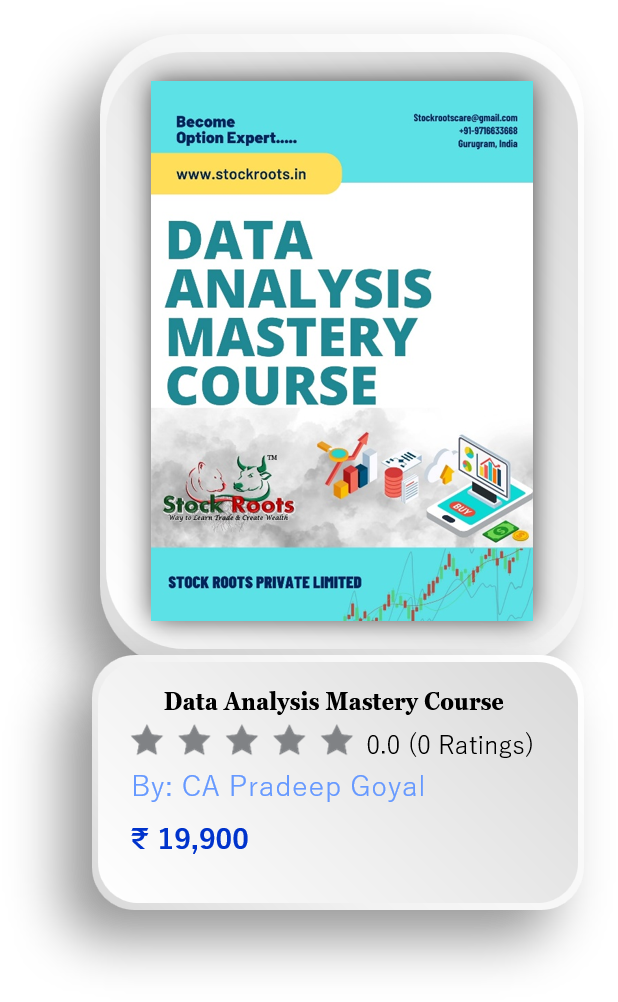 Become
Option Expert.....
Stockrootscare@gmail.com
+91-9716633668
Gurugram, India
www.stockroots.in
DATA
ANALYSIS
MASTERY
COURSE
TM
Stock Roots
Way to Learn Trade & Create Wealth
BUY
STOCK ROOTS PRIVATE LIMITED
Data Analysis Mastery Course
0.0 (0 Ratings)
By: CA Pradeep Goyal
₹ 19,900